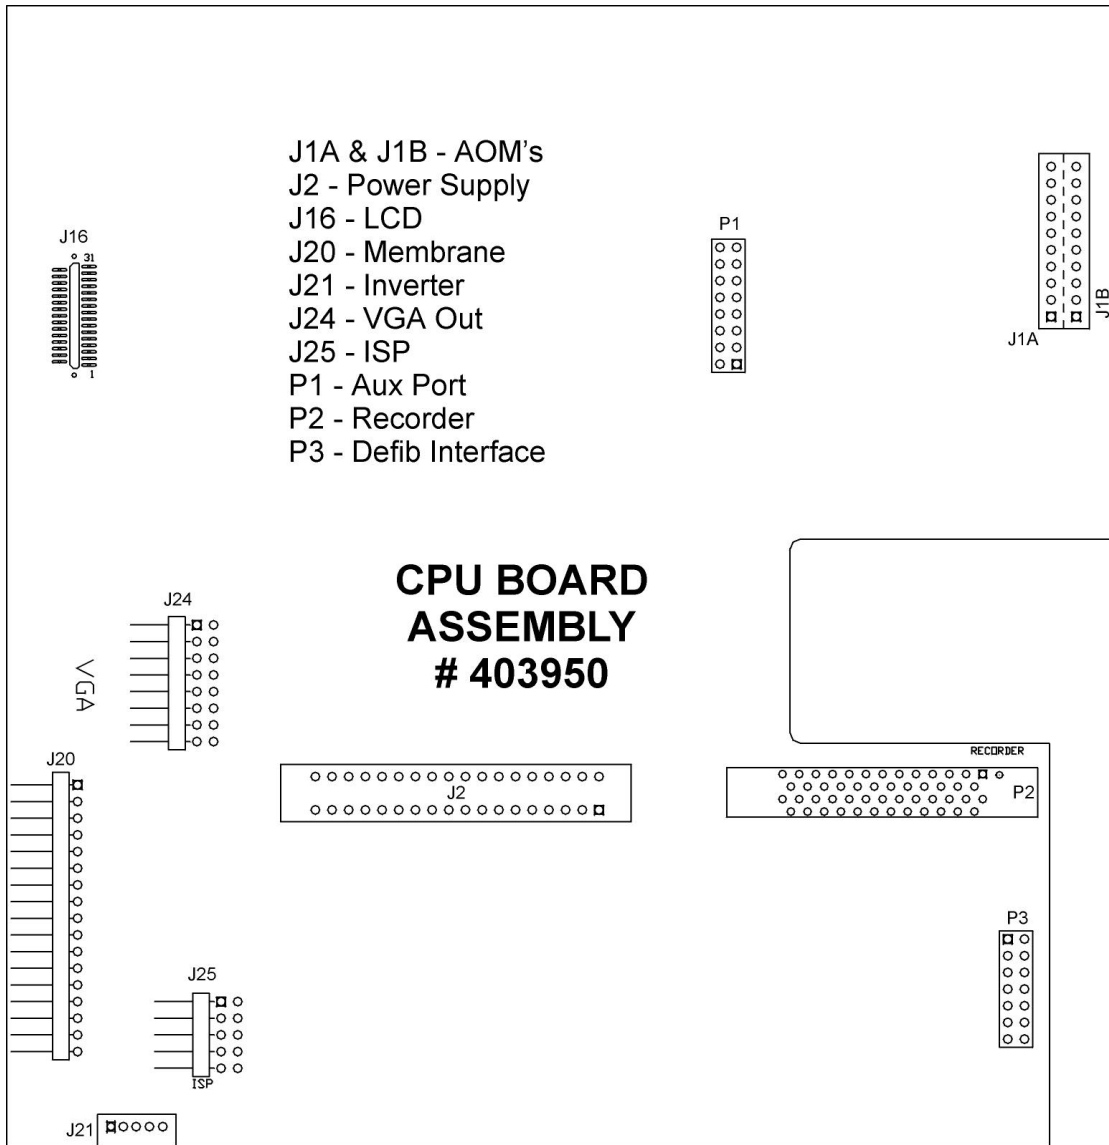 J1A & J1B - AOM's
J2 - Power Supply
J16 - LCD
J20 - Membrane
J21 - Inverter
J24 - VGA Out
J25 - ISP
P1 - Aux Port
P2 - Recorder
P3 - Defib Interface
J16
31
1
P1
J1A
J1B
CPU BOARD
ASSEMBLY
# 403950
J24
VGA
J20
J2
RECORDER
P2
P3
J25
ISP
J21